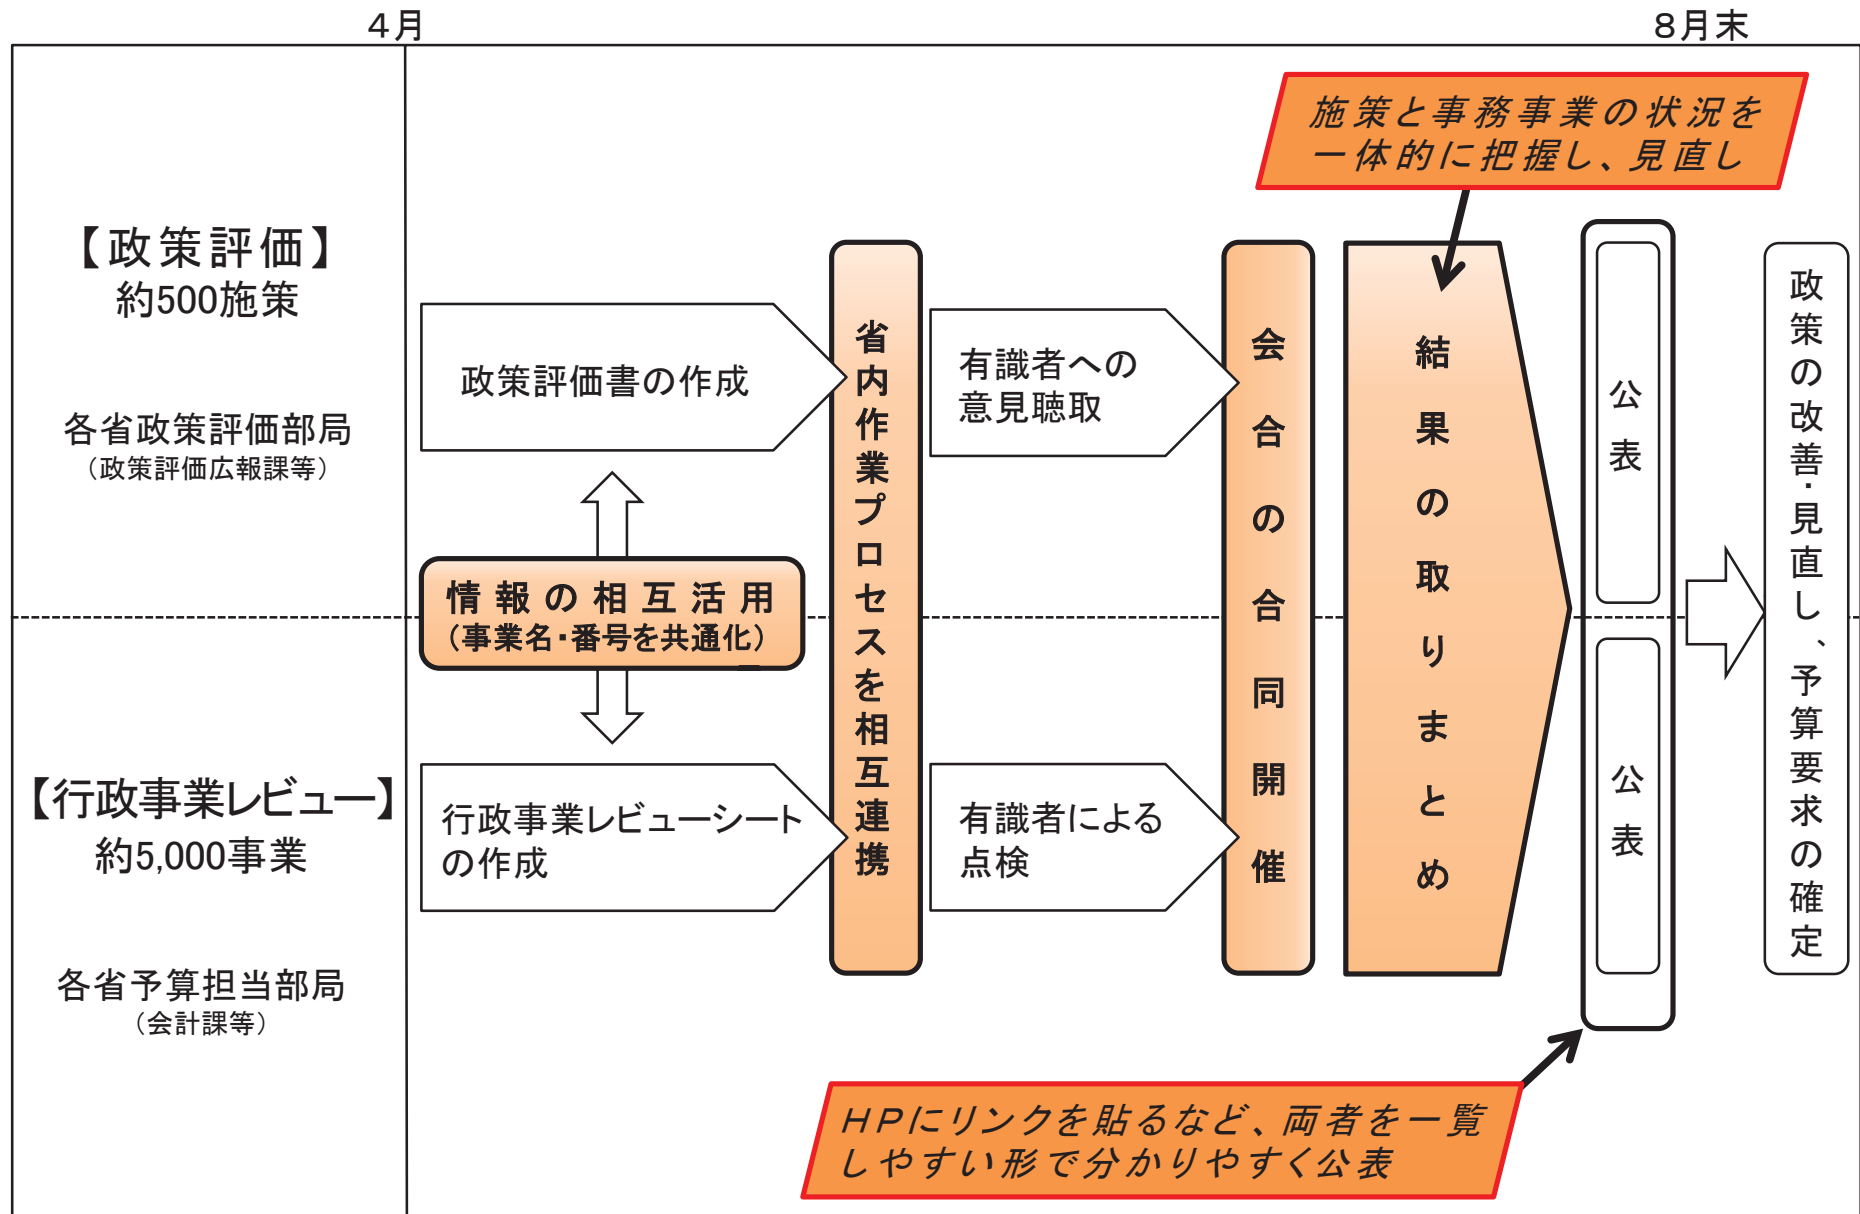 4月
8月末
施策と事務事業の状況を
一体的に把握し、見直し
【政策評価】
約500施策
各省政策評価部局
（政策評価広報課等）
政策評価書の作成
情報の相互活用
（事業名・番号を共通化）
省内作業プロセスを相互連携
有識者への
意見聴取
会合の合同開催
結果の取りまとめ
公表
政策の改善・見直し、予算要求の確定
【行政事業レビュー】
約5,000事業
各省予算担当部局
（会計課等）
行政事業レビューシート
の作成
有識者による
点検
公表
HPにリンクを貼るなど、両者を一覧
しやすい形で分かりやすく公表